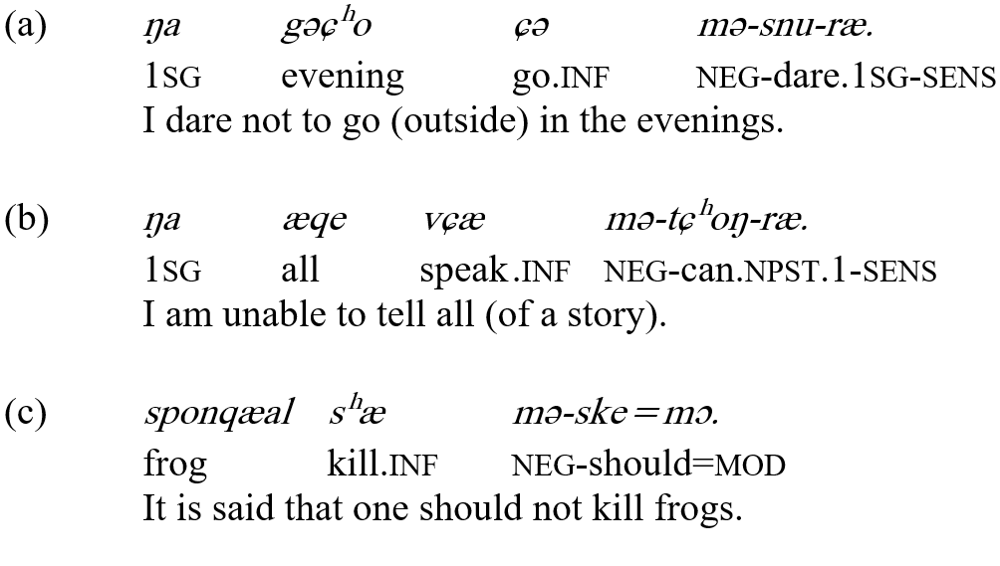 (a) ŋa gəɕʰo ɕə mə-snu-ræ.
1SG evening go.INF NEG-dare.1SG-SENS
I dare not to go (outside) in the evenings.
(b) ŋa æqe vɕæ mə-tɕʰoŋ-ræ.
1SG all speak.INF NEG-can.NPST.1-SENS
I am unable to tell all (of a story).
(c) sponqæal sʰæ mə-ske=mɔ.
frog kill.INF NEG-should=MOD
It is said that one should not kill frogs.